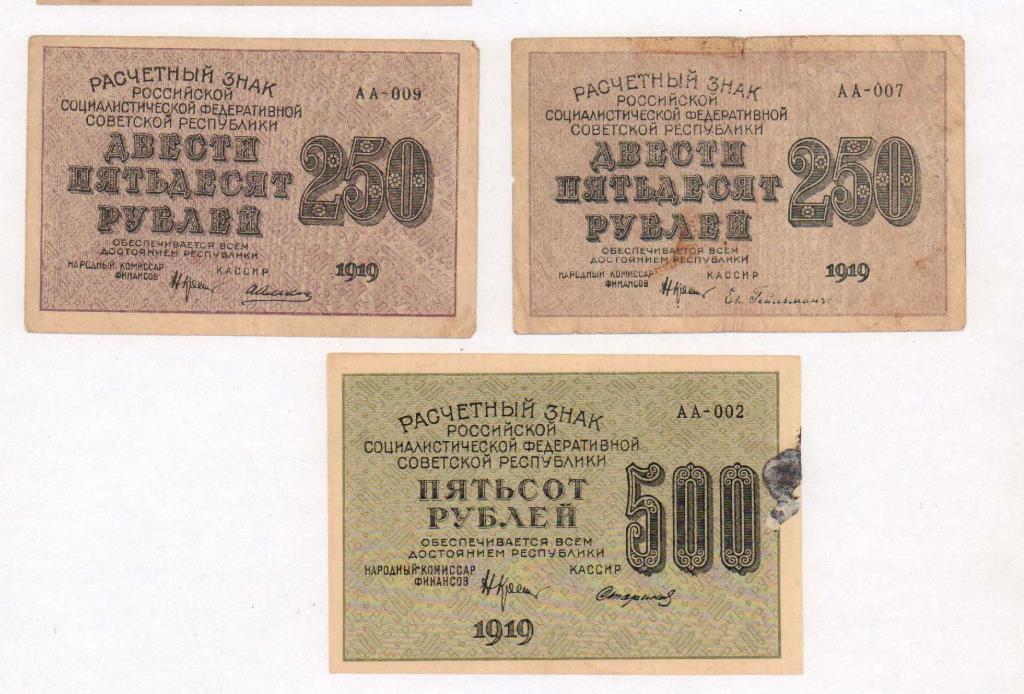 РАСЧЕТНЫЙ ЗНАК
РОССИЙСКОЙ
СОЦИАЛИСТИЧЕСКОЙ ФЕДЕРАТИВНОЙ
СОВЕТСКОЙ РЕСПУБЛИКИ
АА-009
ДВЕСТИ
ПЯТЬДЕСЯТ
РУБЛЕЙ
250
ОБЕСПЕЧИВАЕТСЯ ВСЕМ
ДОСТОЯНИЕМ РЕСПУБЛИКИ
НАРОДНЫЙ КОМИССАР
ФИНАНСОВ
КАССИР
1919
РАСЧЕТНЫЙ ЗНАК
РОССИЙСКОЙ
СОЦИАЛИСТИЧЕСКОЙ ФЕДЕРАТИВНОЙ
СОВЕТСКОЙ РЕСПУБЛИКИ
АА-007
ДВЕСТИ
ПЯТЬДЕСЯТ
РУБЛЕЙ
250
ОБЕСПЕЧИВАЕТСЯ ВСЕМ
ДОСТОЯНИЕМ РЕСПУБЛИКИ
НАРОДНЫЙ КОМИССАР
ФИНАНСОВ
КАССИР
1919
Ев. Гейльман
РАСЧЕТНЫЙ ЗНАК
РОССИЙСКОЙ
СОЦИАЛИСТИЧЕСКОЙ ФЕДЕРАТИВНОЙ
СОВЕТСКОЙ РЕСПУБЛИКИ
АА-002
ПЯТЬСОТ
РУБЛЕЙ
500
ОБЕСПЕЧИВАЕТСЯ ВСЕМ
ДОСТОЯНИЕМ РЕСПУБЛИКИ
НАРОДНЫЙ КОМИССАР
ФИНАНСОВ
КАССИР
Стариков
1919